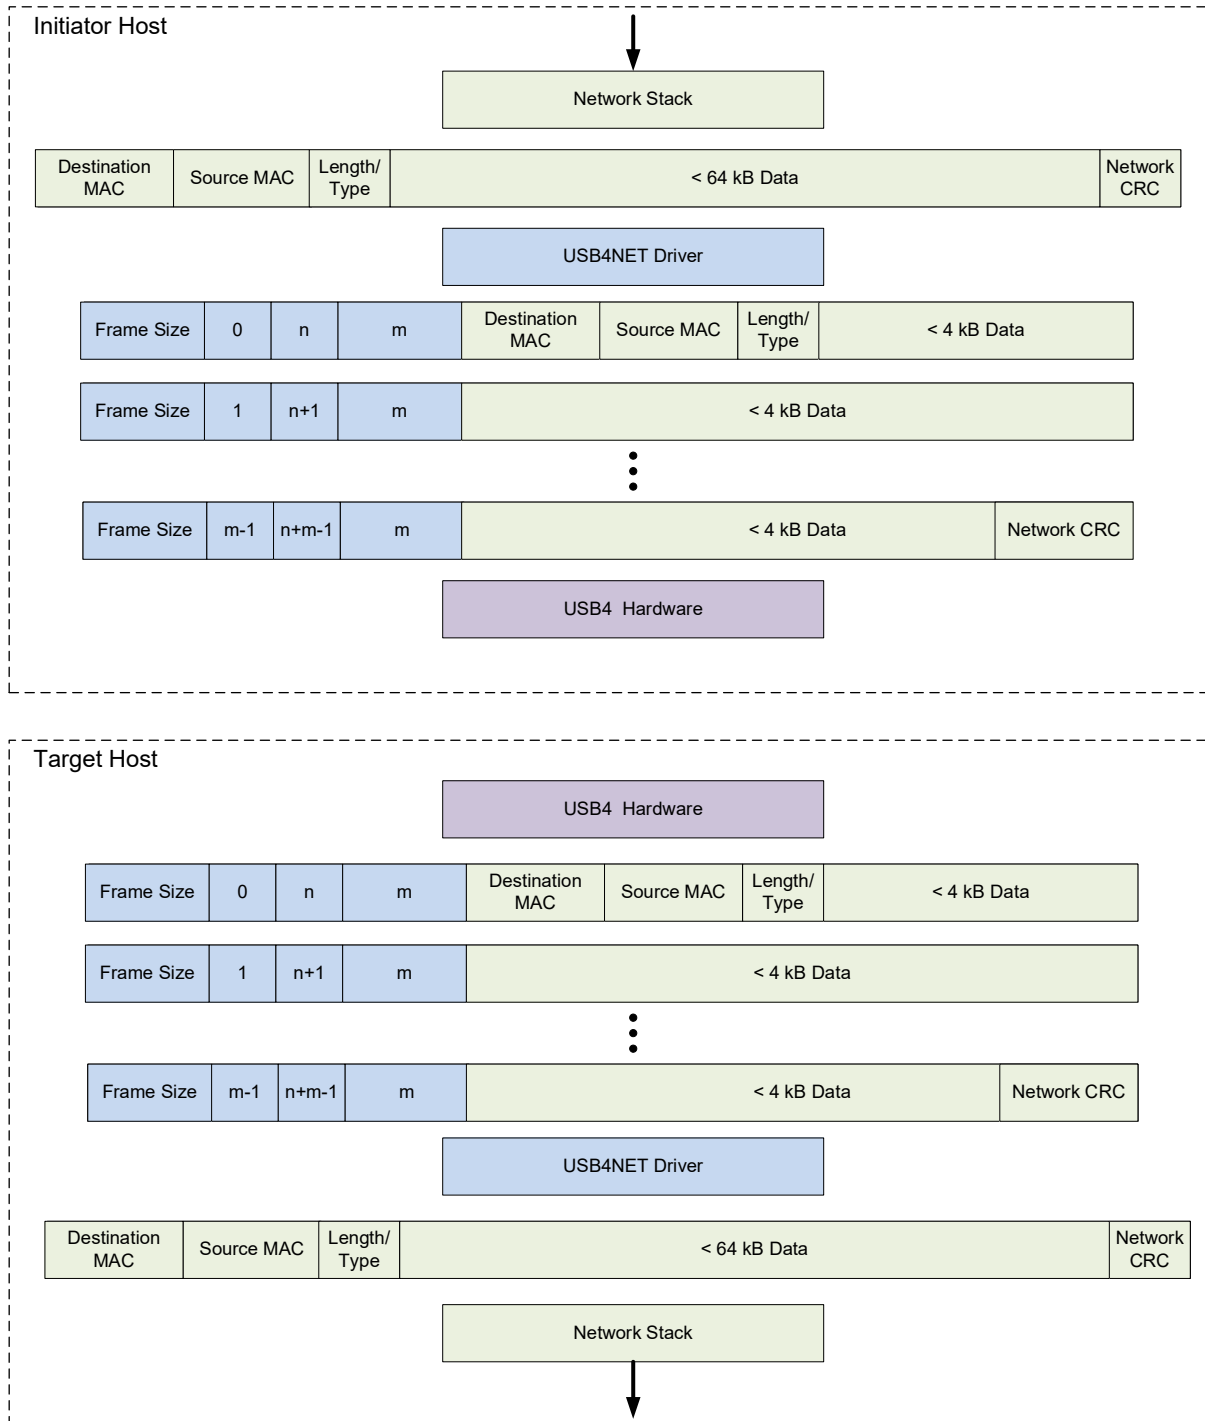 Initiator Host
Network Stack
Destination
MAC
Source MAC
Length/
Type
< 64 kB Data
Network
CRC
USB4NET Driver
Frame Size
0
n
m
Destination
MAC
Source MAC
Length/
Type
< 4 kB Data
Frame Size
1
n+1
m
< 4 kB Data
Frame Size
m-1
n+m-1
m
< 4 kB Data
Network CRC
USB4 Hardware
Target Host
USB4 Hardware
Frame Size
0
n
m
Destination
MAC
Source MAC
Length/
Type
< 4 kB Data
Frame Size
1
n+1
m
< 4 kB Data
Frame Size
m-1
n+m-1
m
< 4 kB Data
Network CRC
USB4NET Driver
Destination
MAC
Source MAC
Length/
Type
< 64 kB Data
Network
CRC
Network Stack